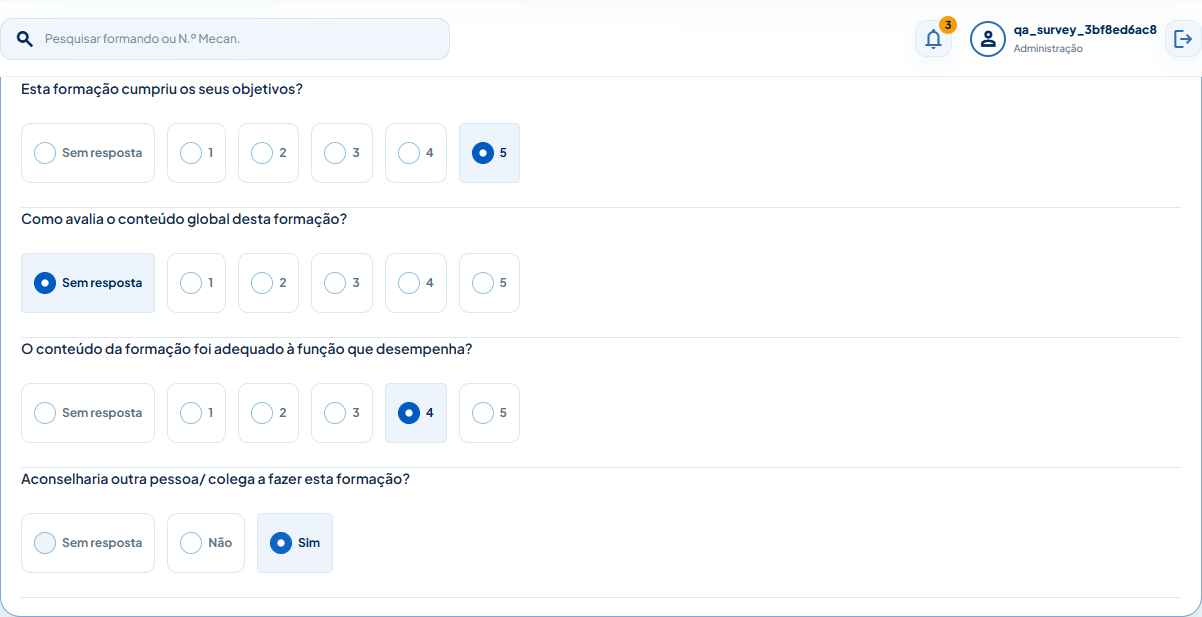 Pesquisar formando ou N.º Mecan.
3
qa_survey_3bf8ed6ac8
Administração
Esta formação cumpriu os seus objetivos?
Sem resposta 1 2 3 4 5
Como avalia o conteúdo global desta formação?
Sem resposta 1 2 3 4 5
O conteúdo da formação foi adequado à função que desempenha?
Sem resposta 1 2 3 4 5
Aconselharia outra pessoa/ colega a fazer esta formação?
Sem resposta Não Sim